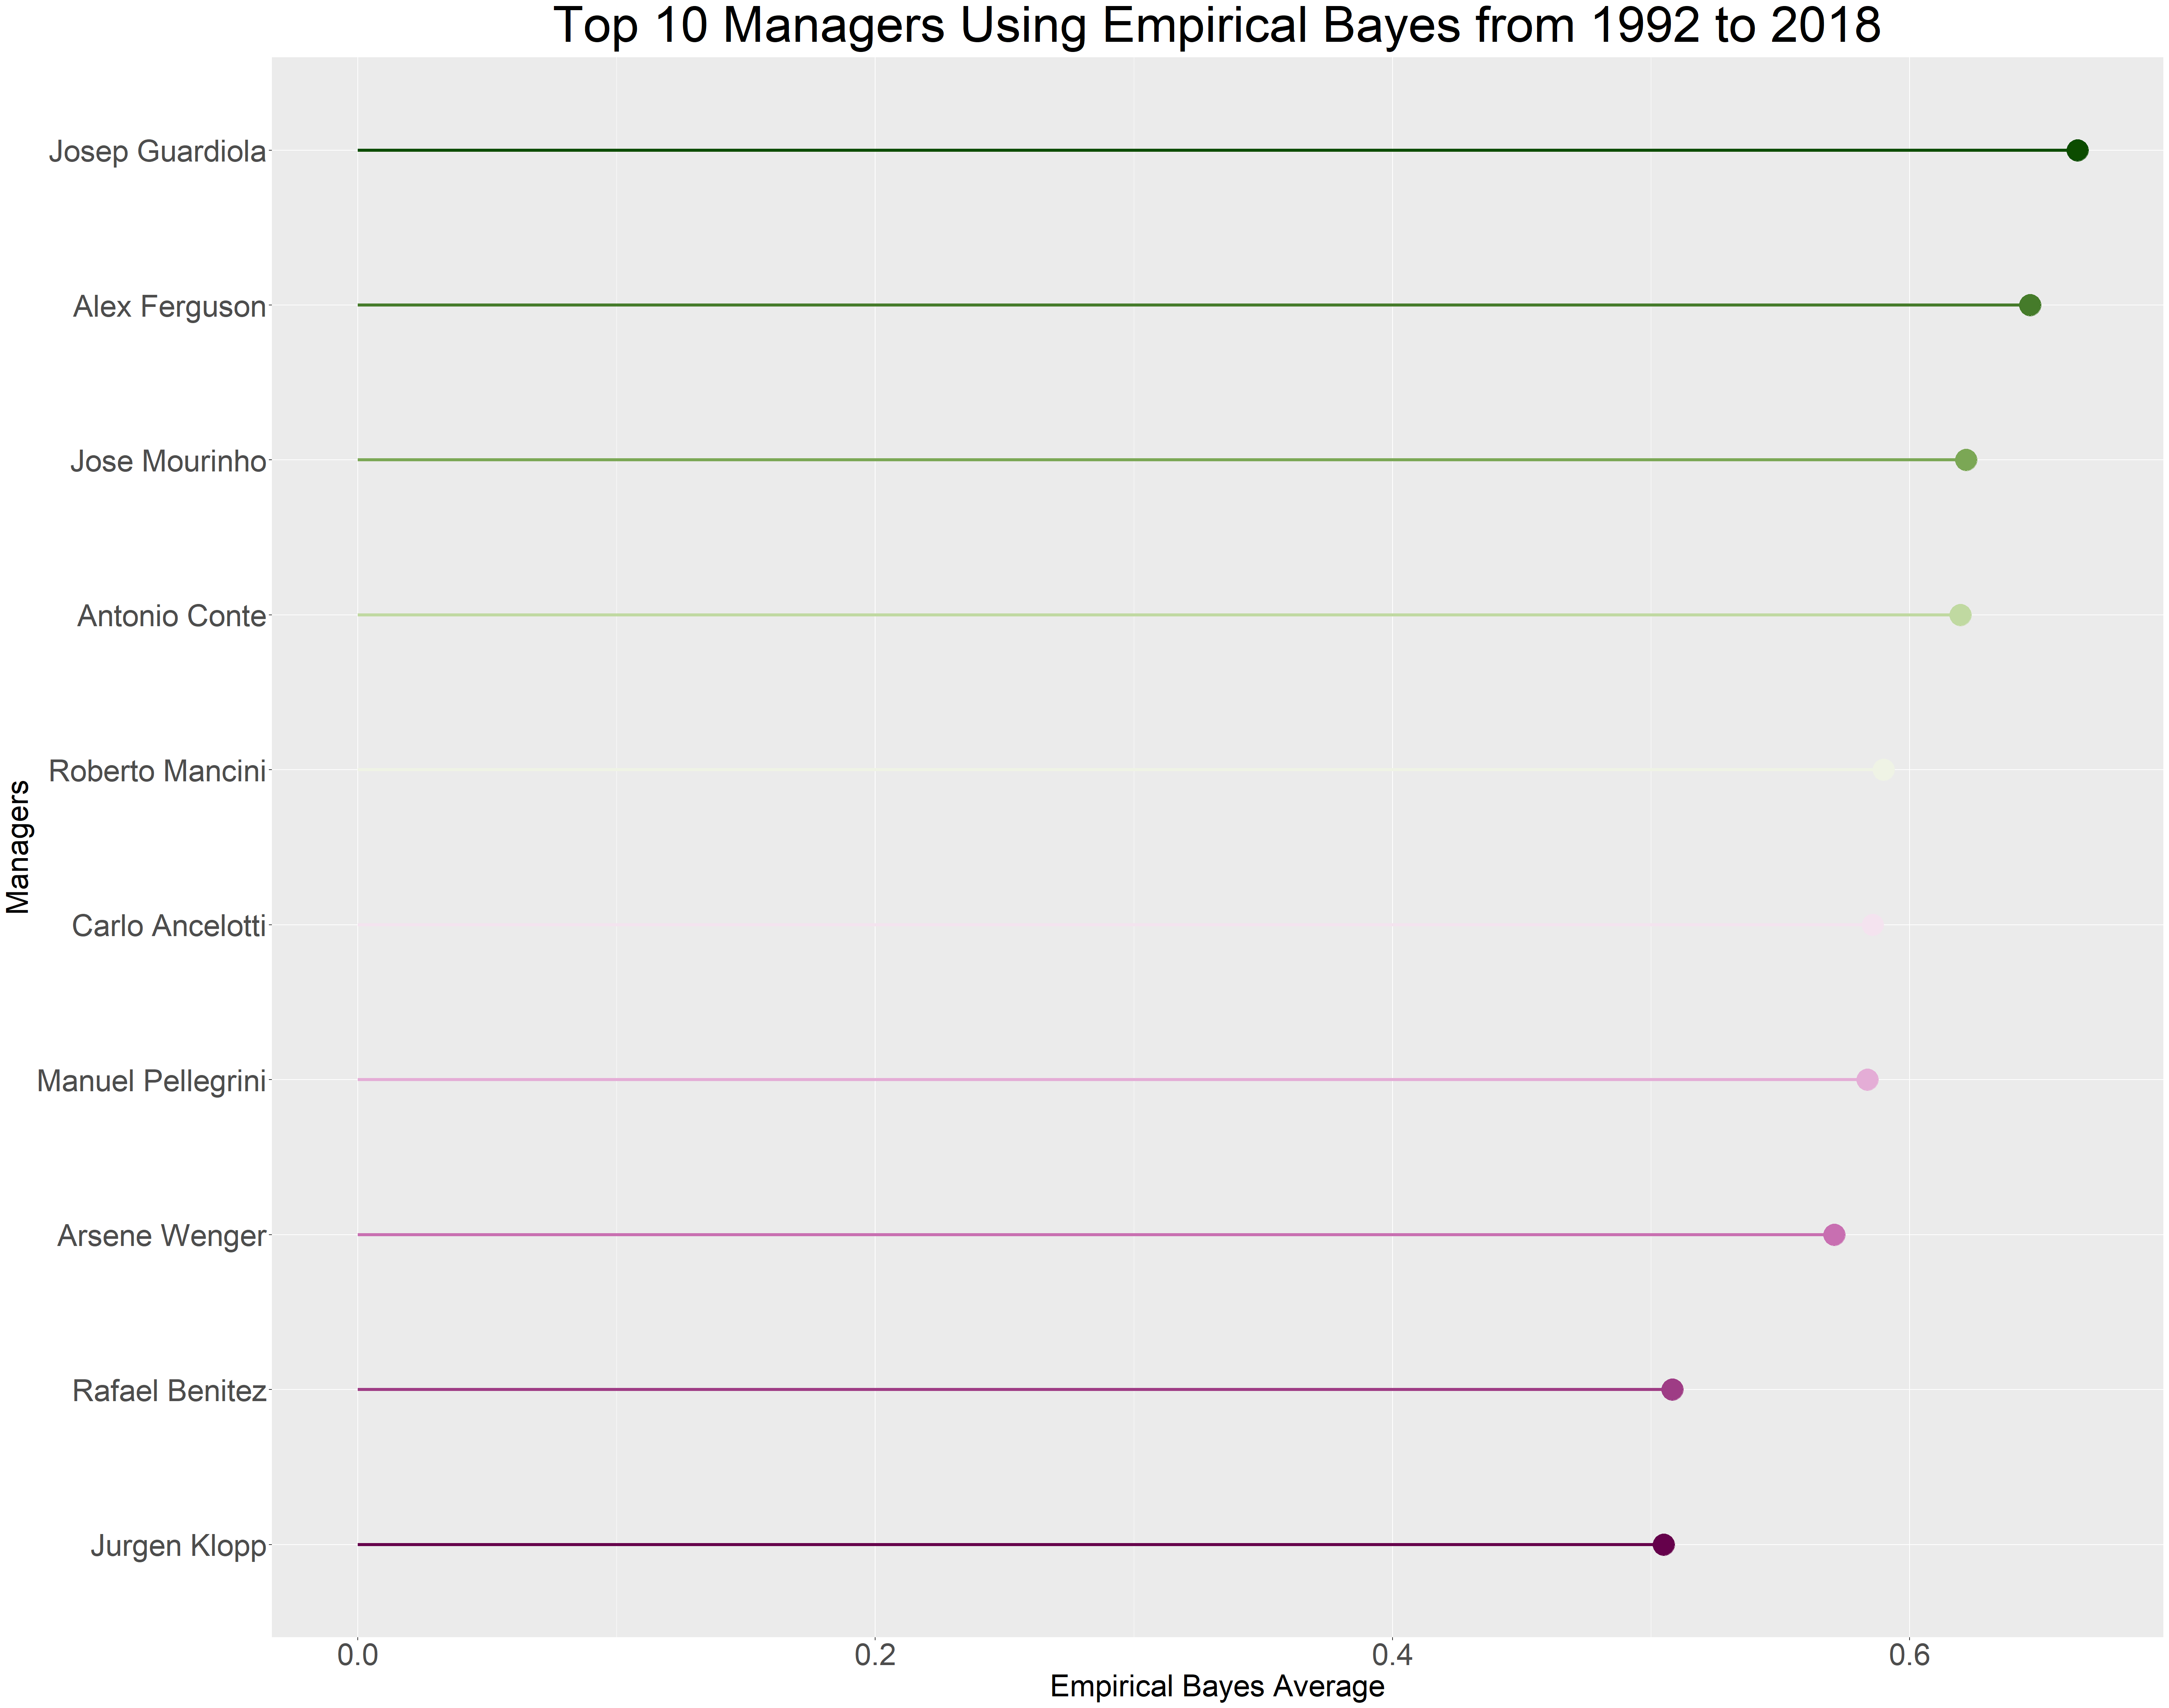 Top 10 Managers Using Empirical Bayes from 1992 to 2018
Managers
Josep Guardiola
Alex Ferguson
Jose Mourinho
Antonio Conte
Roberto Mancini
Carlo Ancelotti
Manuel Pellegrini
Arsene Wenger
Rafael Benitez
Jurgen Klopp
0.0 0.2 0.4 0.6
Empirical Bayes Average